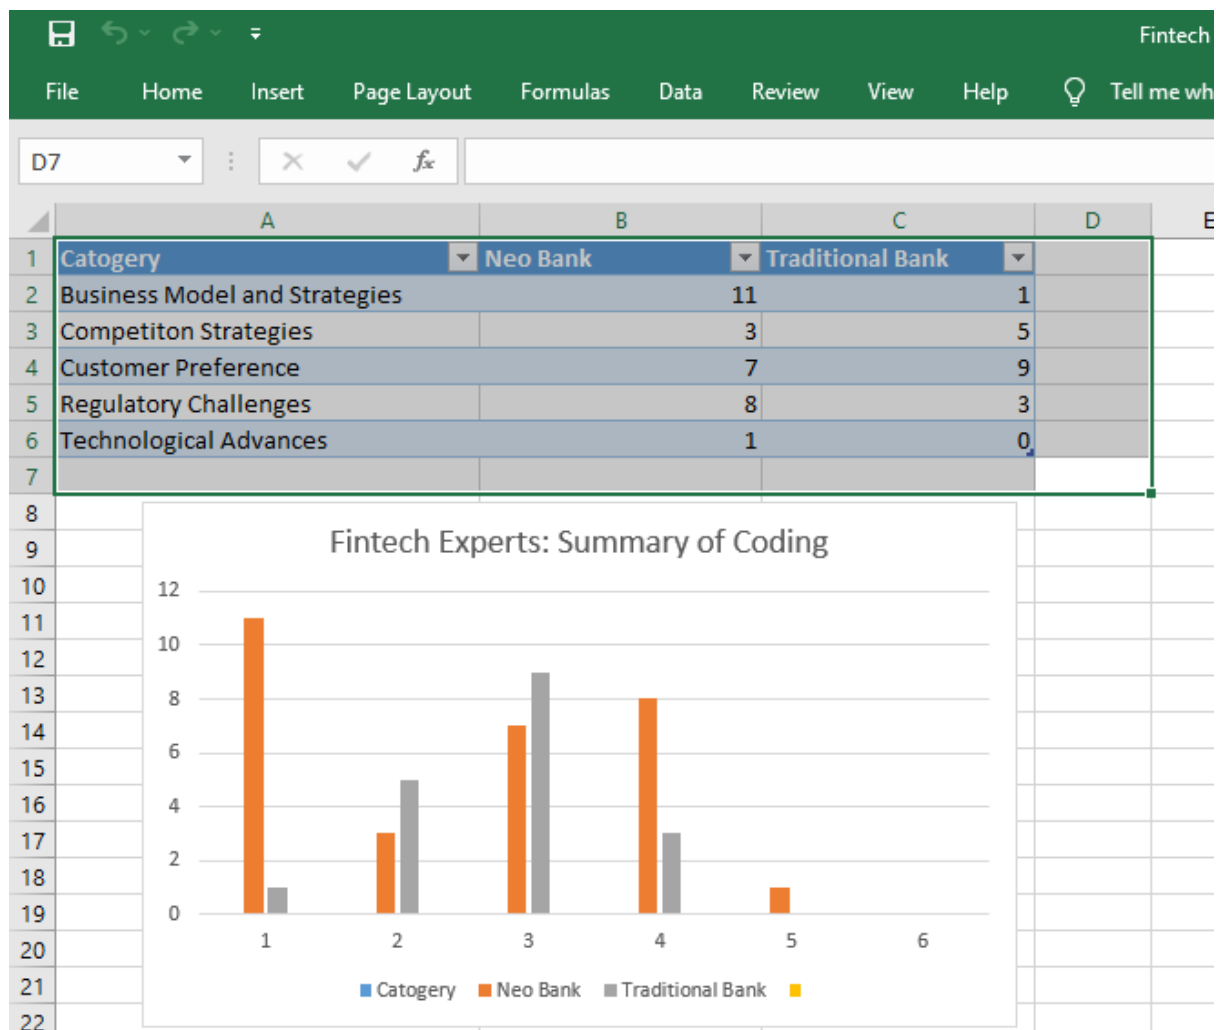 Fintech
File Home Insert Page Layout Formulas Data Review View Help Tell me wh
D7 fx
A B C D E
1 Catogery Neo Bank Traditional Bank
2 Business Model and Strategies 11 1
3 Competiton Strategies 3 5
4 Customer Preference 7 9
5 Regulatory Challenges 8 3
6 Technological Advances 1 0
7
8
9 Fintech Experts: Summary of Coding
10 12
11
12 10
13 8
14
15 6
16 4
17
18 2
19 0
20 1 2 3 4 5 6
21 Catogery Neo Bank Traditional Bank
22